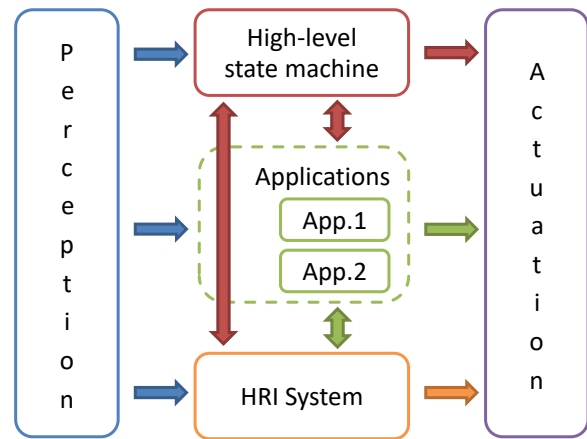 Perception
High-level
state machine
Applications
App.1
App.2
HRI System
Actuation